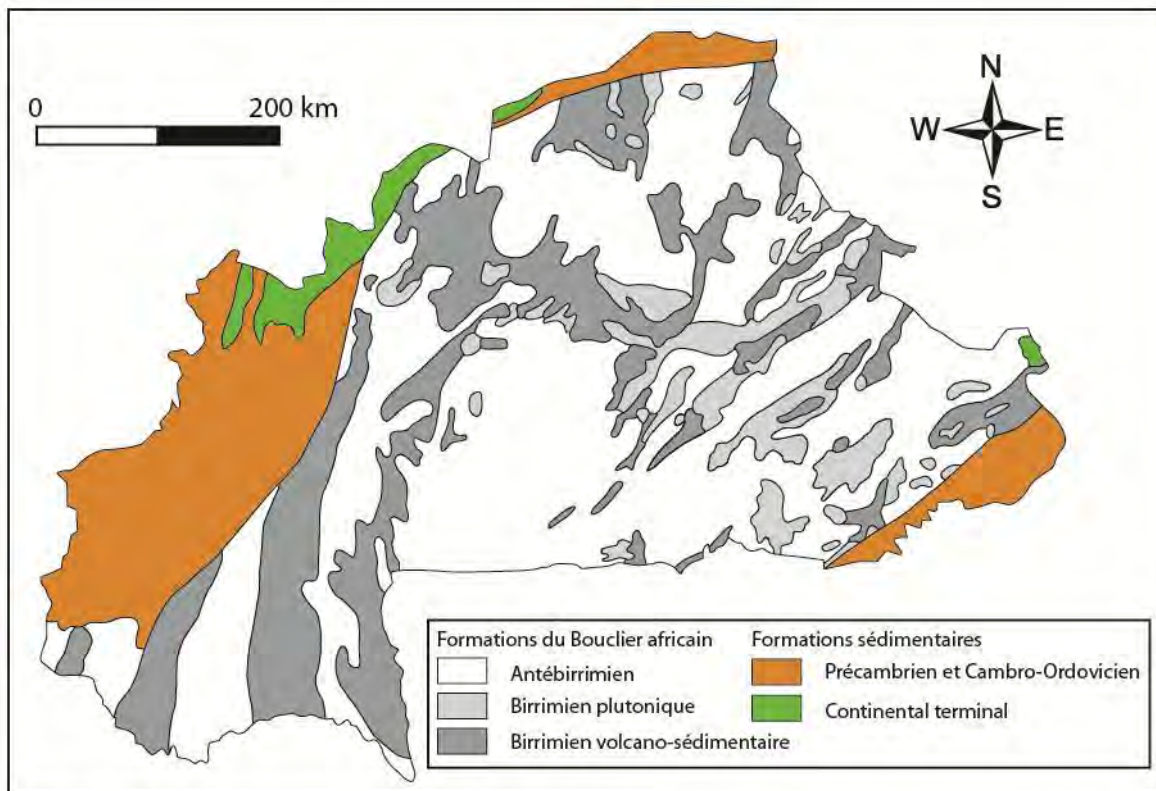 0 200 km
N
W E
S
Formations du Bouclier africain
Antébirrimien
Birrimien plutonique
Birrimien volcano-sédimentaire
Formations sédimentaires
Précambrien et Cambro-Ordovicien
Continental terminal